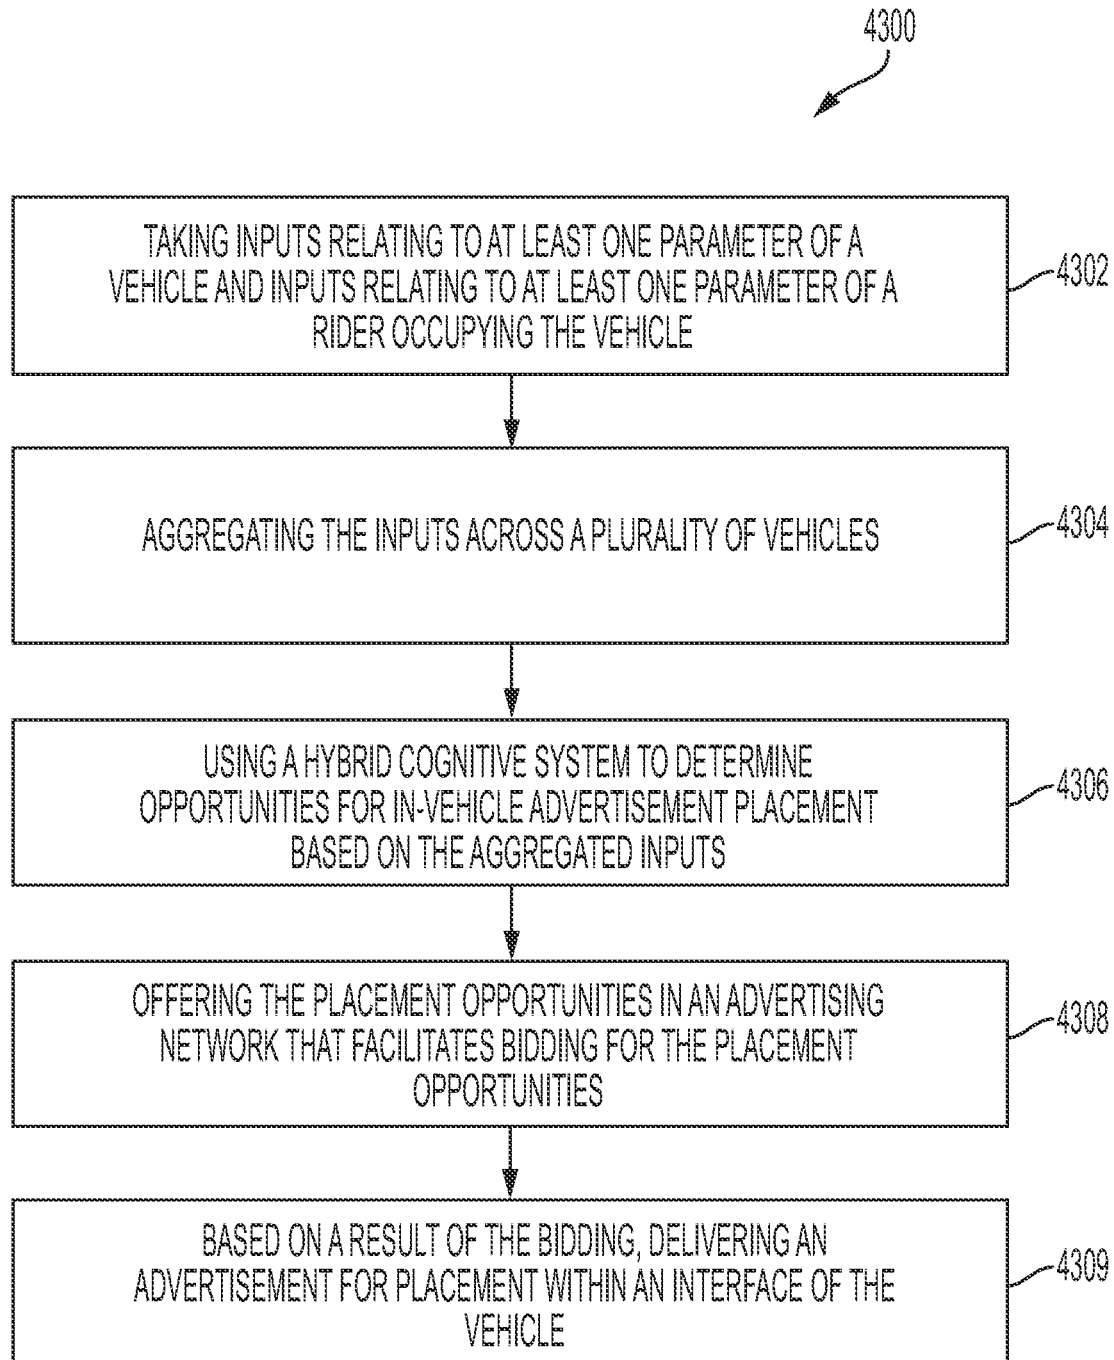 4300
TAKING INPUTS RELATING TO AT LEAST ONE PARAMETER OF A
VEHICLE AND INPUTS RELATING TO AT LEAST ONE PARAMETER OF A
RIDER OCCUPYING THE VEHICLE
4302
AGGREGATING THE INPUTS ACROSS A PLURALITY OF VEHICLES
4304
USING A HYBRID COGNITIVE SYSTEM TO DETERMINE
OPPORTUNITIES FOR IN-VEHICLE ADVERTISEMENT PLACEMENT
BASED ON THE AGGREGATED INPUTS
4306
OFFERING THE PLACEMENT OPPORTUNITIES IN AN ADVERTISING
NETWORK THAT FACILITATES BIDDING FOR THE PLACEMENT
OPPORTUNITIES
4308
BASED ON A RESULT OF THE BIDDING, DELIVERING AN
ADVERTISEMENT FOR PLACEMENT WITHIN AN INTERFACE OF THE
VEHICLE
4309